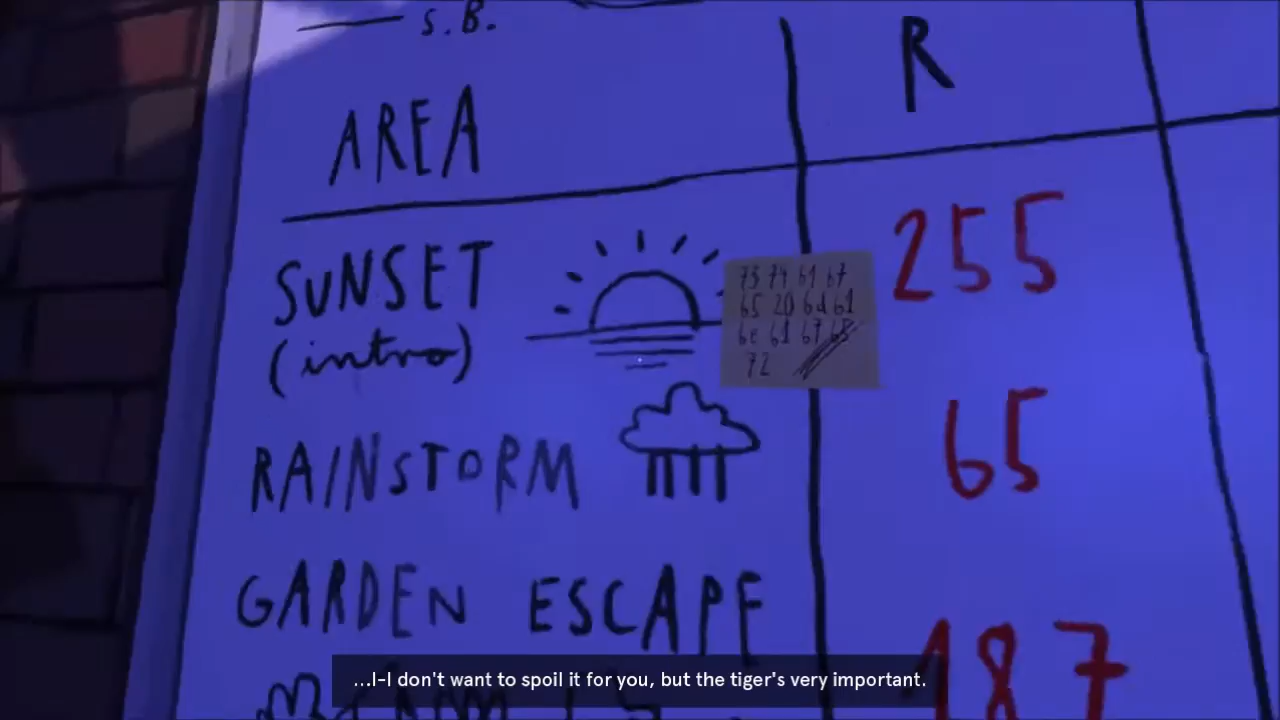 S.B.
AREA
R
SUNSET
(intro)
255
73 74 61 67
65 20 6d 61
6e 61 67 65
72
RAINSTORM
65
GARDEN ESCAPE
187
...I-I don't want to spoil it for you, but the tiger's very important.